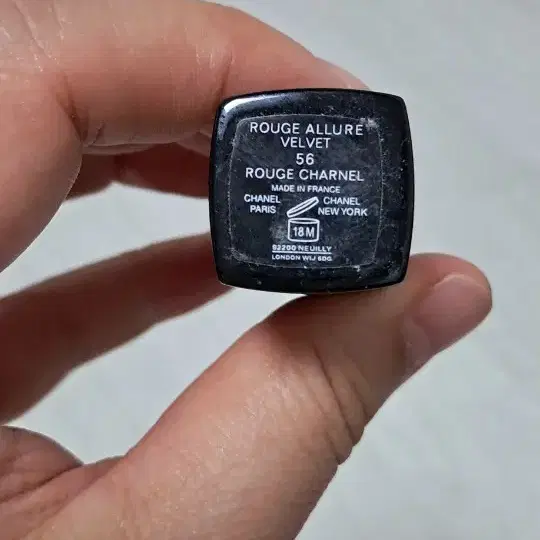 ROUGE ALLURE
VELVET
56
ROUGE CHARNEL
MADE IN FRANCE
CHANEL CHANEL
PARIS NEW YORK
18M
92200 NEUILLY
LONDON W1J 6DG